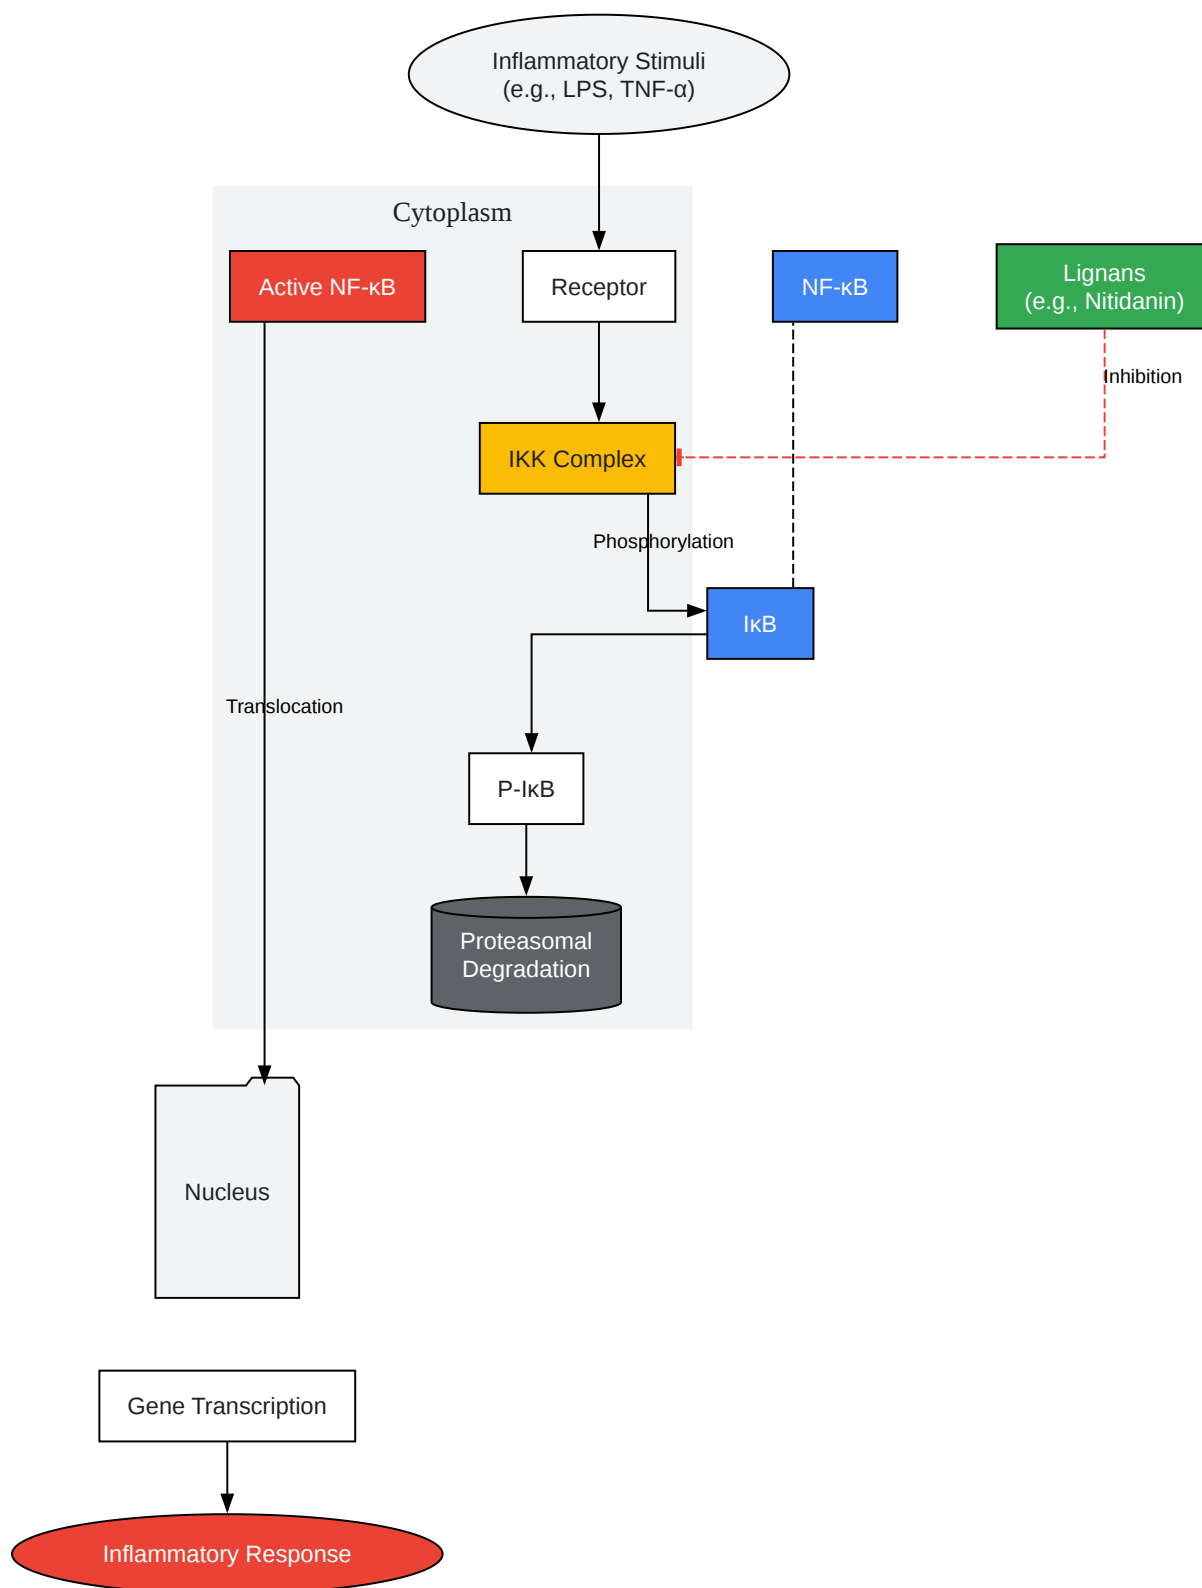 Inflammatory Stimuli
(e.g., LPS, TNF-α)
Cytoplasm
Active NF-κB
Receptor
NF-κB
Lignans
(e.g., Nitidanin)
Inhibition
IKK Complex
Phosphorylation
IκB
Translocation
P-IκB
Proteasomal
Degradation
Nucleus
Gene Transcription
Inflammatory Response